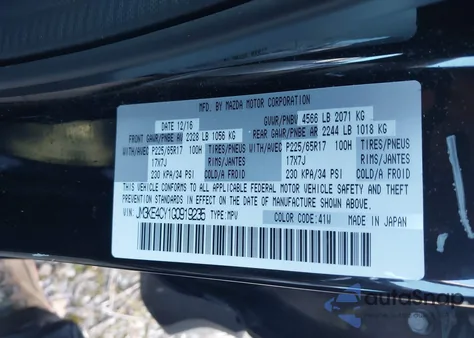 MFD. BY MAZDA MOTOR CORPORATION
DATE 12/16 GVWR/PNBV 4566 LB 2071 KG
FRONT GAWR/PNBE AV 2328 LB 1056 KG REAR GAWR/PNBE AR 2244 LB 1018 KG
WITH/AVEC P225/65R17 100H TIRES/PNEUS WITH/AVEC P225/65R17 100H TIRES/PNEUS
17X7J RIMS/JANTES 17X7J RIMS/JANTES
230 KPA/34 PSI COLD/A FROID 230 KPA/34 PSI COLD/A FROID
THIS VEHICLE CONFORMS TO ALL APPLICABLE FEDERAL MOTOR VEHICLE SAFETY AND THEFT PREVENTION STANDARDS IN EFFECT ON THE DATE OF MANUFACTURE SHOWN ABOVE.
VIN: JM3KE4CY1G0919235 TYPE: MPV COLOR CODE: 41W MADE IN JAPAN
autoSnap